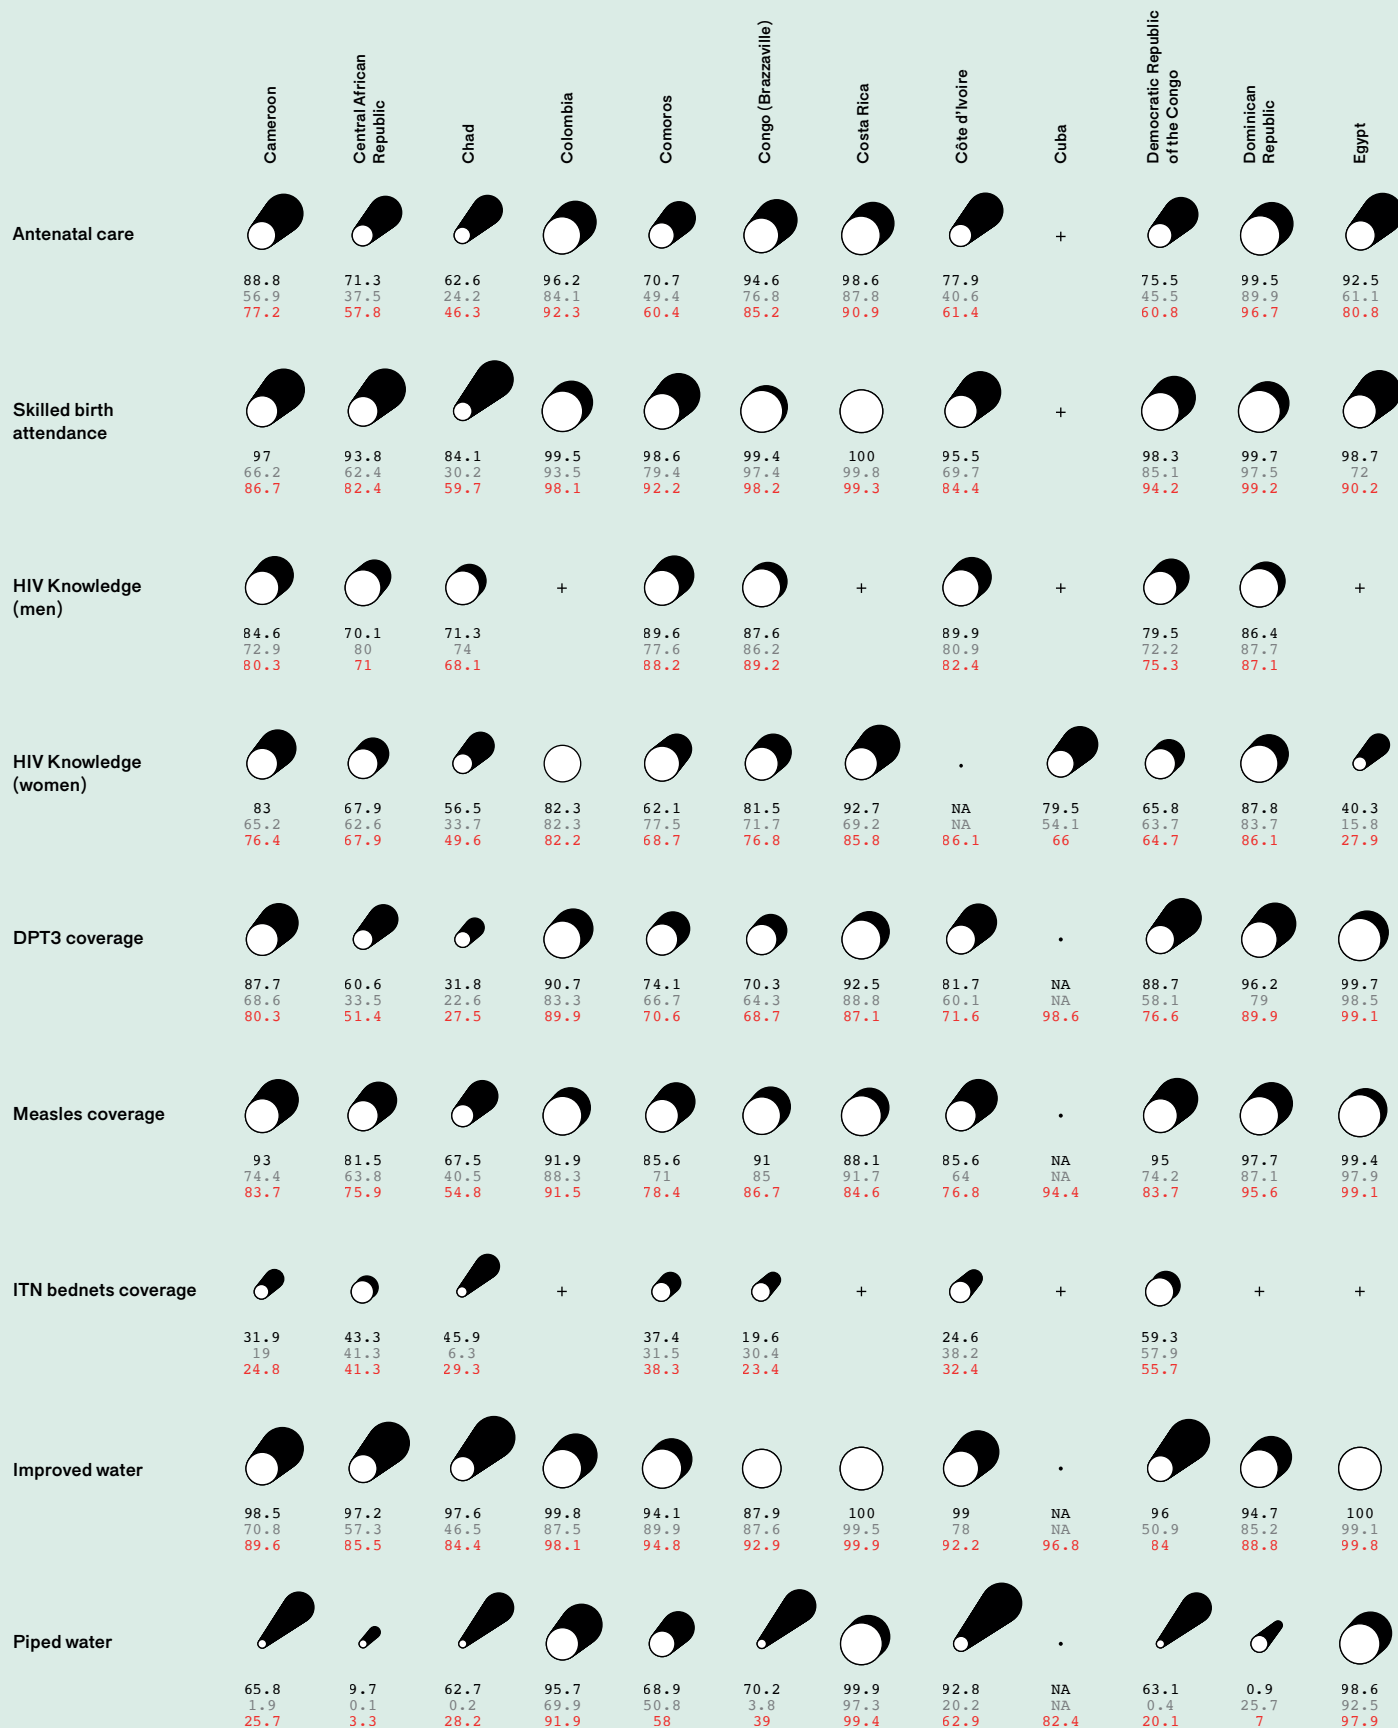 Cameroon
Central African
Republic
Chad
Colombia
Comoros
Congo (Brazzaville)
Costa Rica
Côte d'Ivoire
Cuba
Democratic Republic
of the Congo
Dominican
Republic
Egypt
Antenatal care
+
88.8 71.3 62.6 96.2 70.7 94.6 98.6 77.9 75.5 99.5 92.5
56.9 37.5 24.2 84.1 49.4 76.8 87.8 40.6 45.5 89.9 61.1
77.2 57.8 46.3 92.3 60.4 85.2 90.9 61.4 60.8 96.7 80.8
Skilled birth
attendance
+
97 93.8 84.1 99.5 98.6 99.4 100 95.5 98.3 99.7 98.7
66.2 62.4 30.2 93.5 79.4 97.4 99.8 69.7 85.1 97.5 72
86.7 82.4 59.7 98.1 92.2 98.2 99.3 84.4 94.2 99.2 90.2
HIV Knowledge
(men)
+ + + +
84.6 70.1 71.3 89.6 87.6 89.9 79.5 86.4
72.9 80 74 77.6 86.2 80.9 72.2 87.7
80.3 71 68.1 88.2 89.2 82.4 75.3 87.1
HIV Knowledge
(women)
83 67.9 56.5 82.3 62.1 81.5 92.7 NA 79.5 65.8 87.8 40.3
65.2 62.6 33.7 82.3 77.5 71.7 69.2 NA 54.1 63.7 83.7 15.8
76.4 67.9 49.6 82.2 68.7 76.8 85.8 86.1 66 64.7 86.1 27.9
DPT3 coverage
87.7 60.6 31.8 90.7 74.1 70.3 92.5 81.7 NA 88.7 96.2 99.7
68.6 33.5 22.6 83.3 66.7 64.3 88.8 60.1 NA 58.1 79 98.5
80.3 51.4 27.5 89.9 70.6 68.7 87.1 71.6 98.6 76.6 89.9 99.1
Measles coverage
93 81.5 67.5 91.9 85.6 91 88.1 85.6 NA 95 97.7 99.4
74.4 63.8 40.5 88.3 71 85 91.7 64 NA 74.2 87.1 97.9
83.7 75.9 54.8 91.5 78.4 86.7 84.6 76.8 94.4 83.7 95.6 99.1
ITN bednets coverage
+ + + + +
31.9 43.3 45.9 37.4 19.6 24.6 59.3
19 41.3 6.3 31.5 30.4 38.2 57.9
24.8 41.3 29.3 38.3 23.4 32.4 55.7
Improved water
98.5 97.2 97.6 99.8 94.1 87.9 100 99 NA 96 94.7 100
70.8 57.3 46.5 87.5 89.9 87.6 99.5 78 NA 50.9 85.2 99.1
89.6 85.5 84.4 98.1 94.8 92.9 99.9 92.2 96.8 84 88.8 99.8
Piped water
65.8 9.7 62.7 95.7 68.9 70.2 99.9 92.8 NA 63.1 0.9 98.6
1.9 0.1 0.2 69.9 50.8 3.8 97.3 20.2 NA 0.4 25.7 92.5
25.7 3.3 28.2 91.9 58 39 99.4 62.9 82.4 20.1 7 97.9